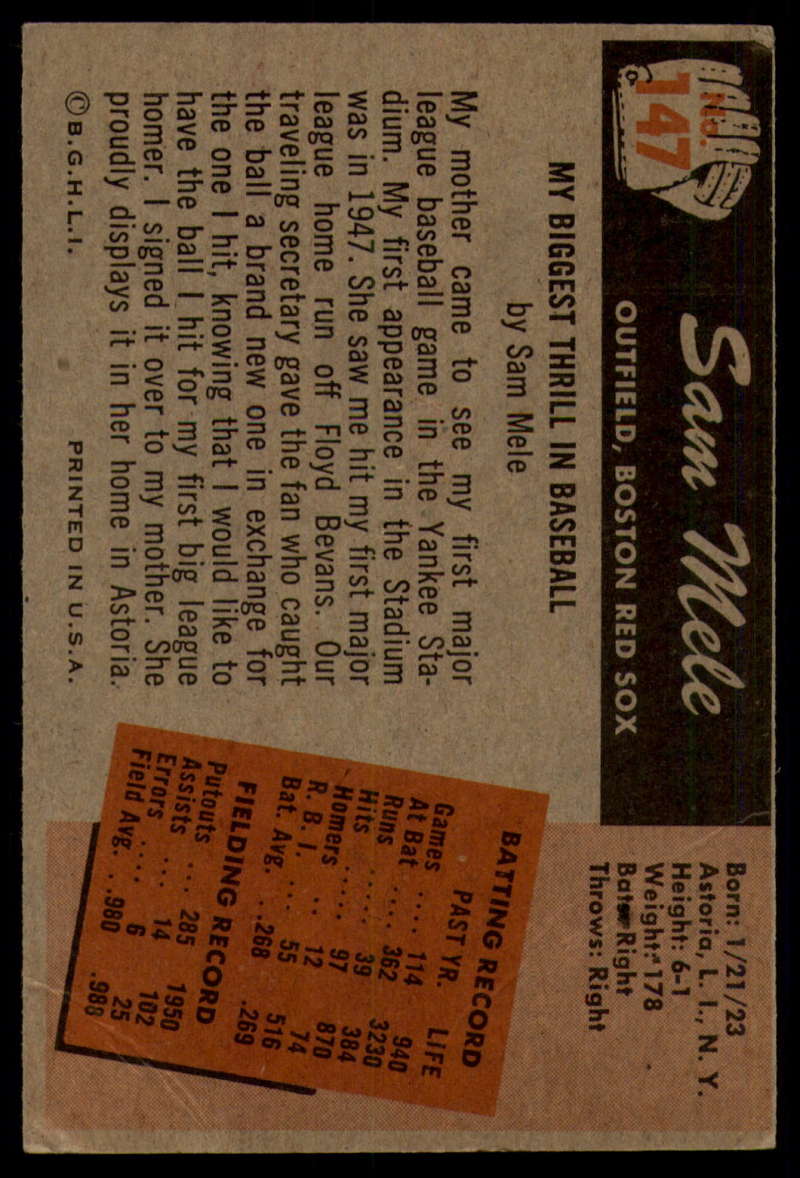 No.
147
Sam Mele
OUTFIELD, BOSTON RED SOX
Born: 1/21/23
Astoria, L. I., N. Y.
Height: 6-1
Weight: 178
Bats: Right
Throws: Right
MY BIGGEST THRILL IN BASEBALL
by Sam Mele
My mother came to see my first major
league baseball game in the Yankee Sta-
dium. My first appearance in the Stadium
was in 1947. She saw me hit my first major
league home run off Floyd Bevans. Our
traveling secretary gave the fan who caught
the ball a brand new one in exchange for
the one I hit, knowing that I would like to
have the ball I hit for my first big league
homer. I signed it over to my mother. She
proudly displays it in her home in Astoria.
© B.G.H.L.I. PRINTED IN U.S.A.
BATTING RECORD
PAST YR. LIFE
Games .... 114 940
At Bat .... 362 3230
Runs .... 39 384
Hits ..... 97 870
Homers .. 12 74
R. B. I. ... 55 516
Bat. Avg. . .268 .269
FIELDING RECORD
Putouts ... 285 1950
Assists ... 14 102
Errors .... 6 25
Field Avg. . .980 .988